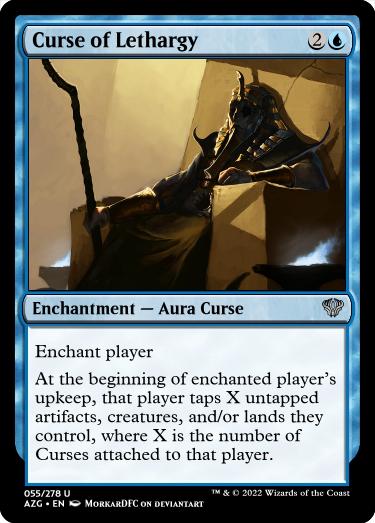 Curse of Lethargy 2
Enchantment — Aura Curse
Enchant player
At the beginning of enchanted player's
upkeep, that player taps X untapped
artifacts, creatures, and/or lands they
control, where X is the number of
Curses attached to that player.
055/278 U ™ & © 2022 Wizards of the Coast
AZG • EN MorkarDFC on deviantart